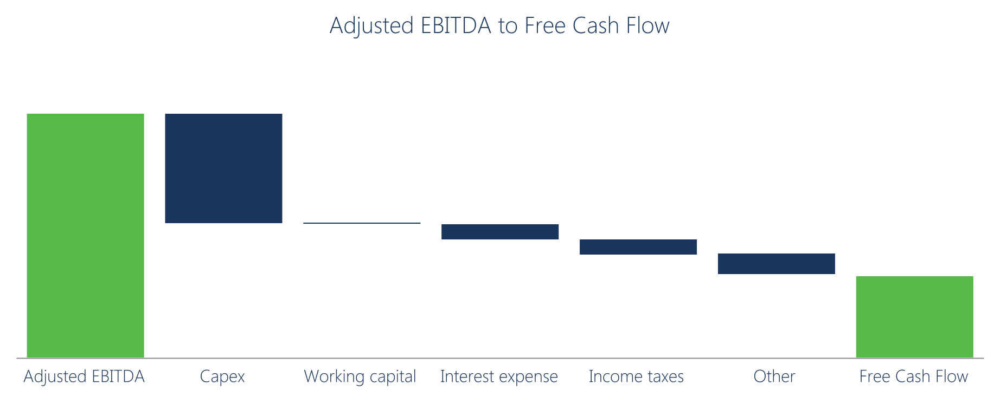 Adjusted EBITDA to Free Cash Flow
Adjusted EBITDA
Capex
Working capital
Interest expense
Income taxes
Other
Free Cash Flow